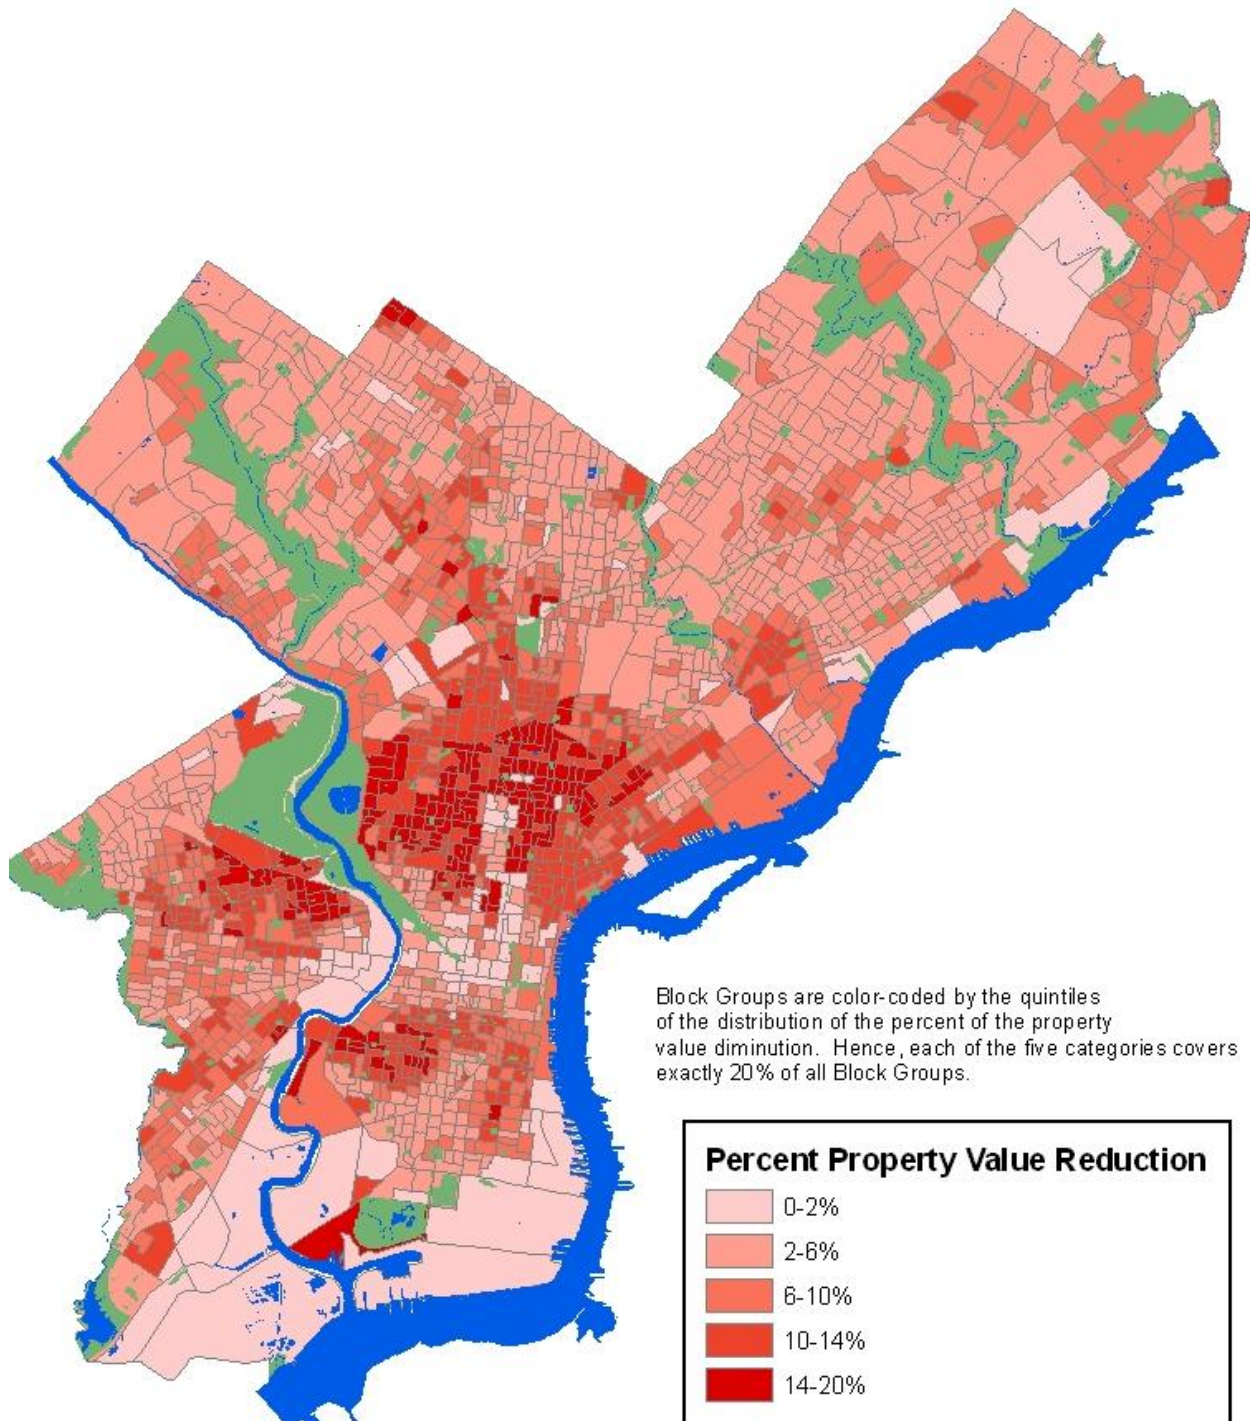 Block Groups are color-coded by the quintiles
of the distribution of the percent of the property
value diminution. Hence, each of the five categories covers
exactly 20% of all Block Groups.
Percent Property Value Reduction
0-2%
2-6%
6-10%
10-14%
14-20%